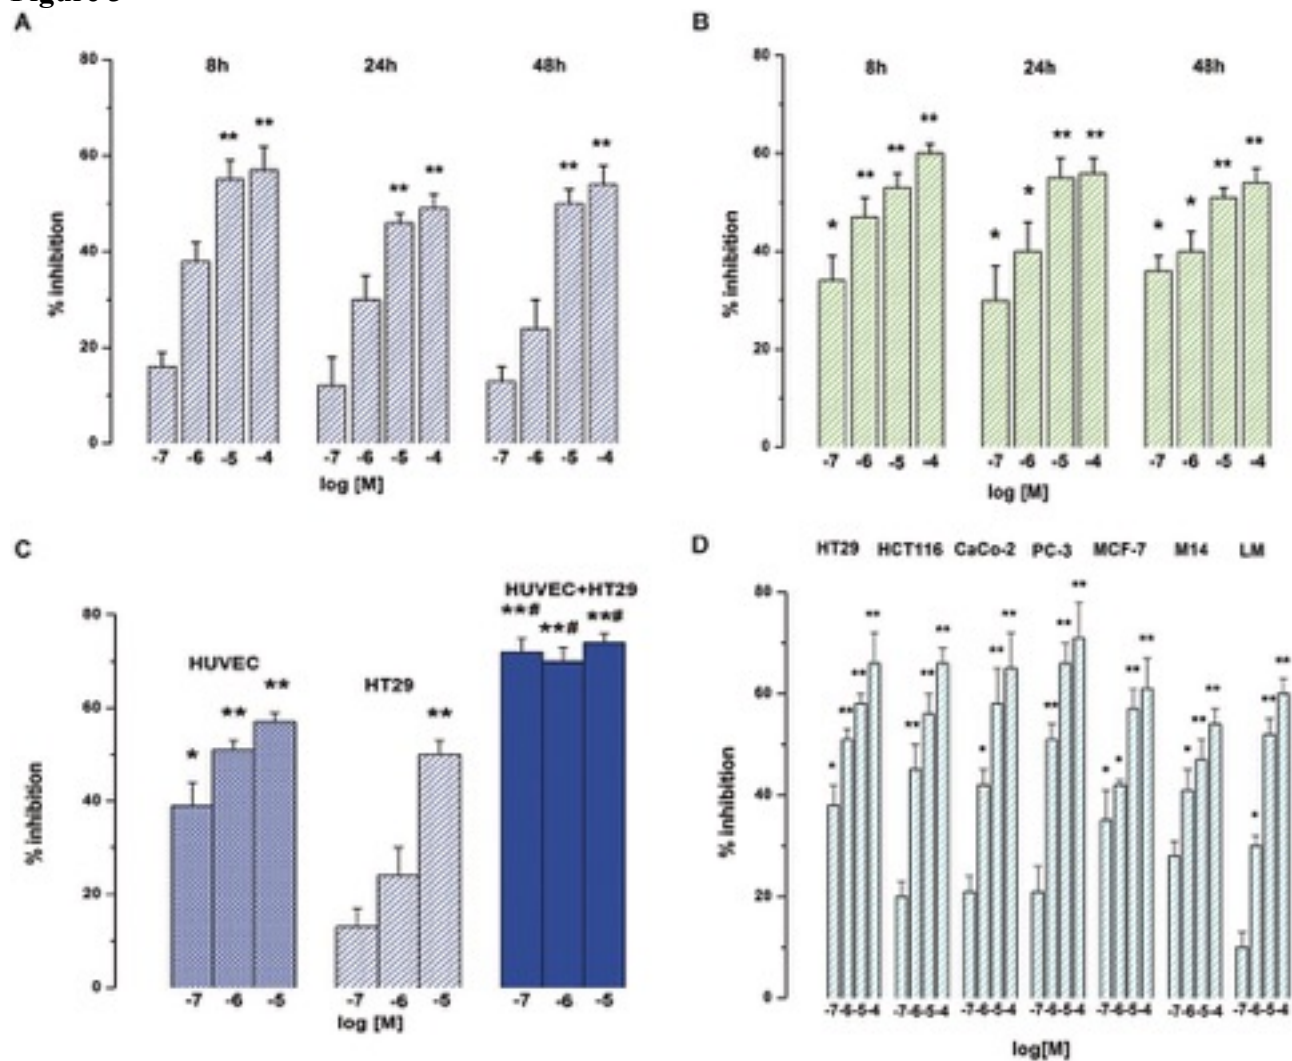 A
80
60
40
20
0
% inhibition
8h
24h
48h
** **
** **
** **
-7 -6 -5 -4
-7 -6 -5 -4
-7 -6 -5 -4
log [M]
B
80
60
40
20
0
% inhibition
8h
24h
48h
* ** ** **
* * ** **
* * ** **
-7 -6 -5 -4
-7 -6 -5 -4
-7 -6 -5 -4
log [M]
C
80
60
40
20
0
% inhibition
HUVEC
* ** **
HT29
**
HUVEC+HT29
**# **# **#
-7 -6 -5
-7 -6 -5
-7 -6 -5
log [M]
D
HT29 HCT116 CaCo-2 PC-3 MCF-7 M14 LM
80
60
40
20
0
% inhibition
* ** ** **
** ** **
* ** **
** ** **
* * ** **
* ** **
* ** **
-7-6-5-4 -7-6-5-4 -7-6-5-4 -7-6-5-4 -7-6-5-4 -7-6-5-4 -7-6-5-4
log[M]